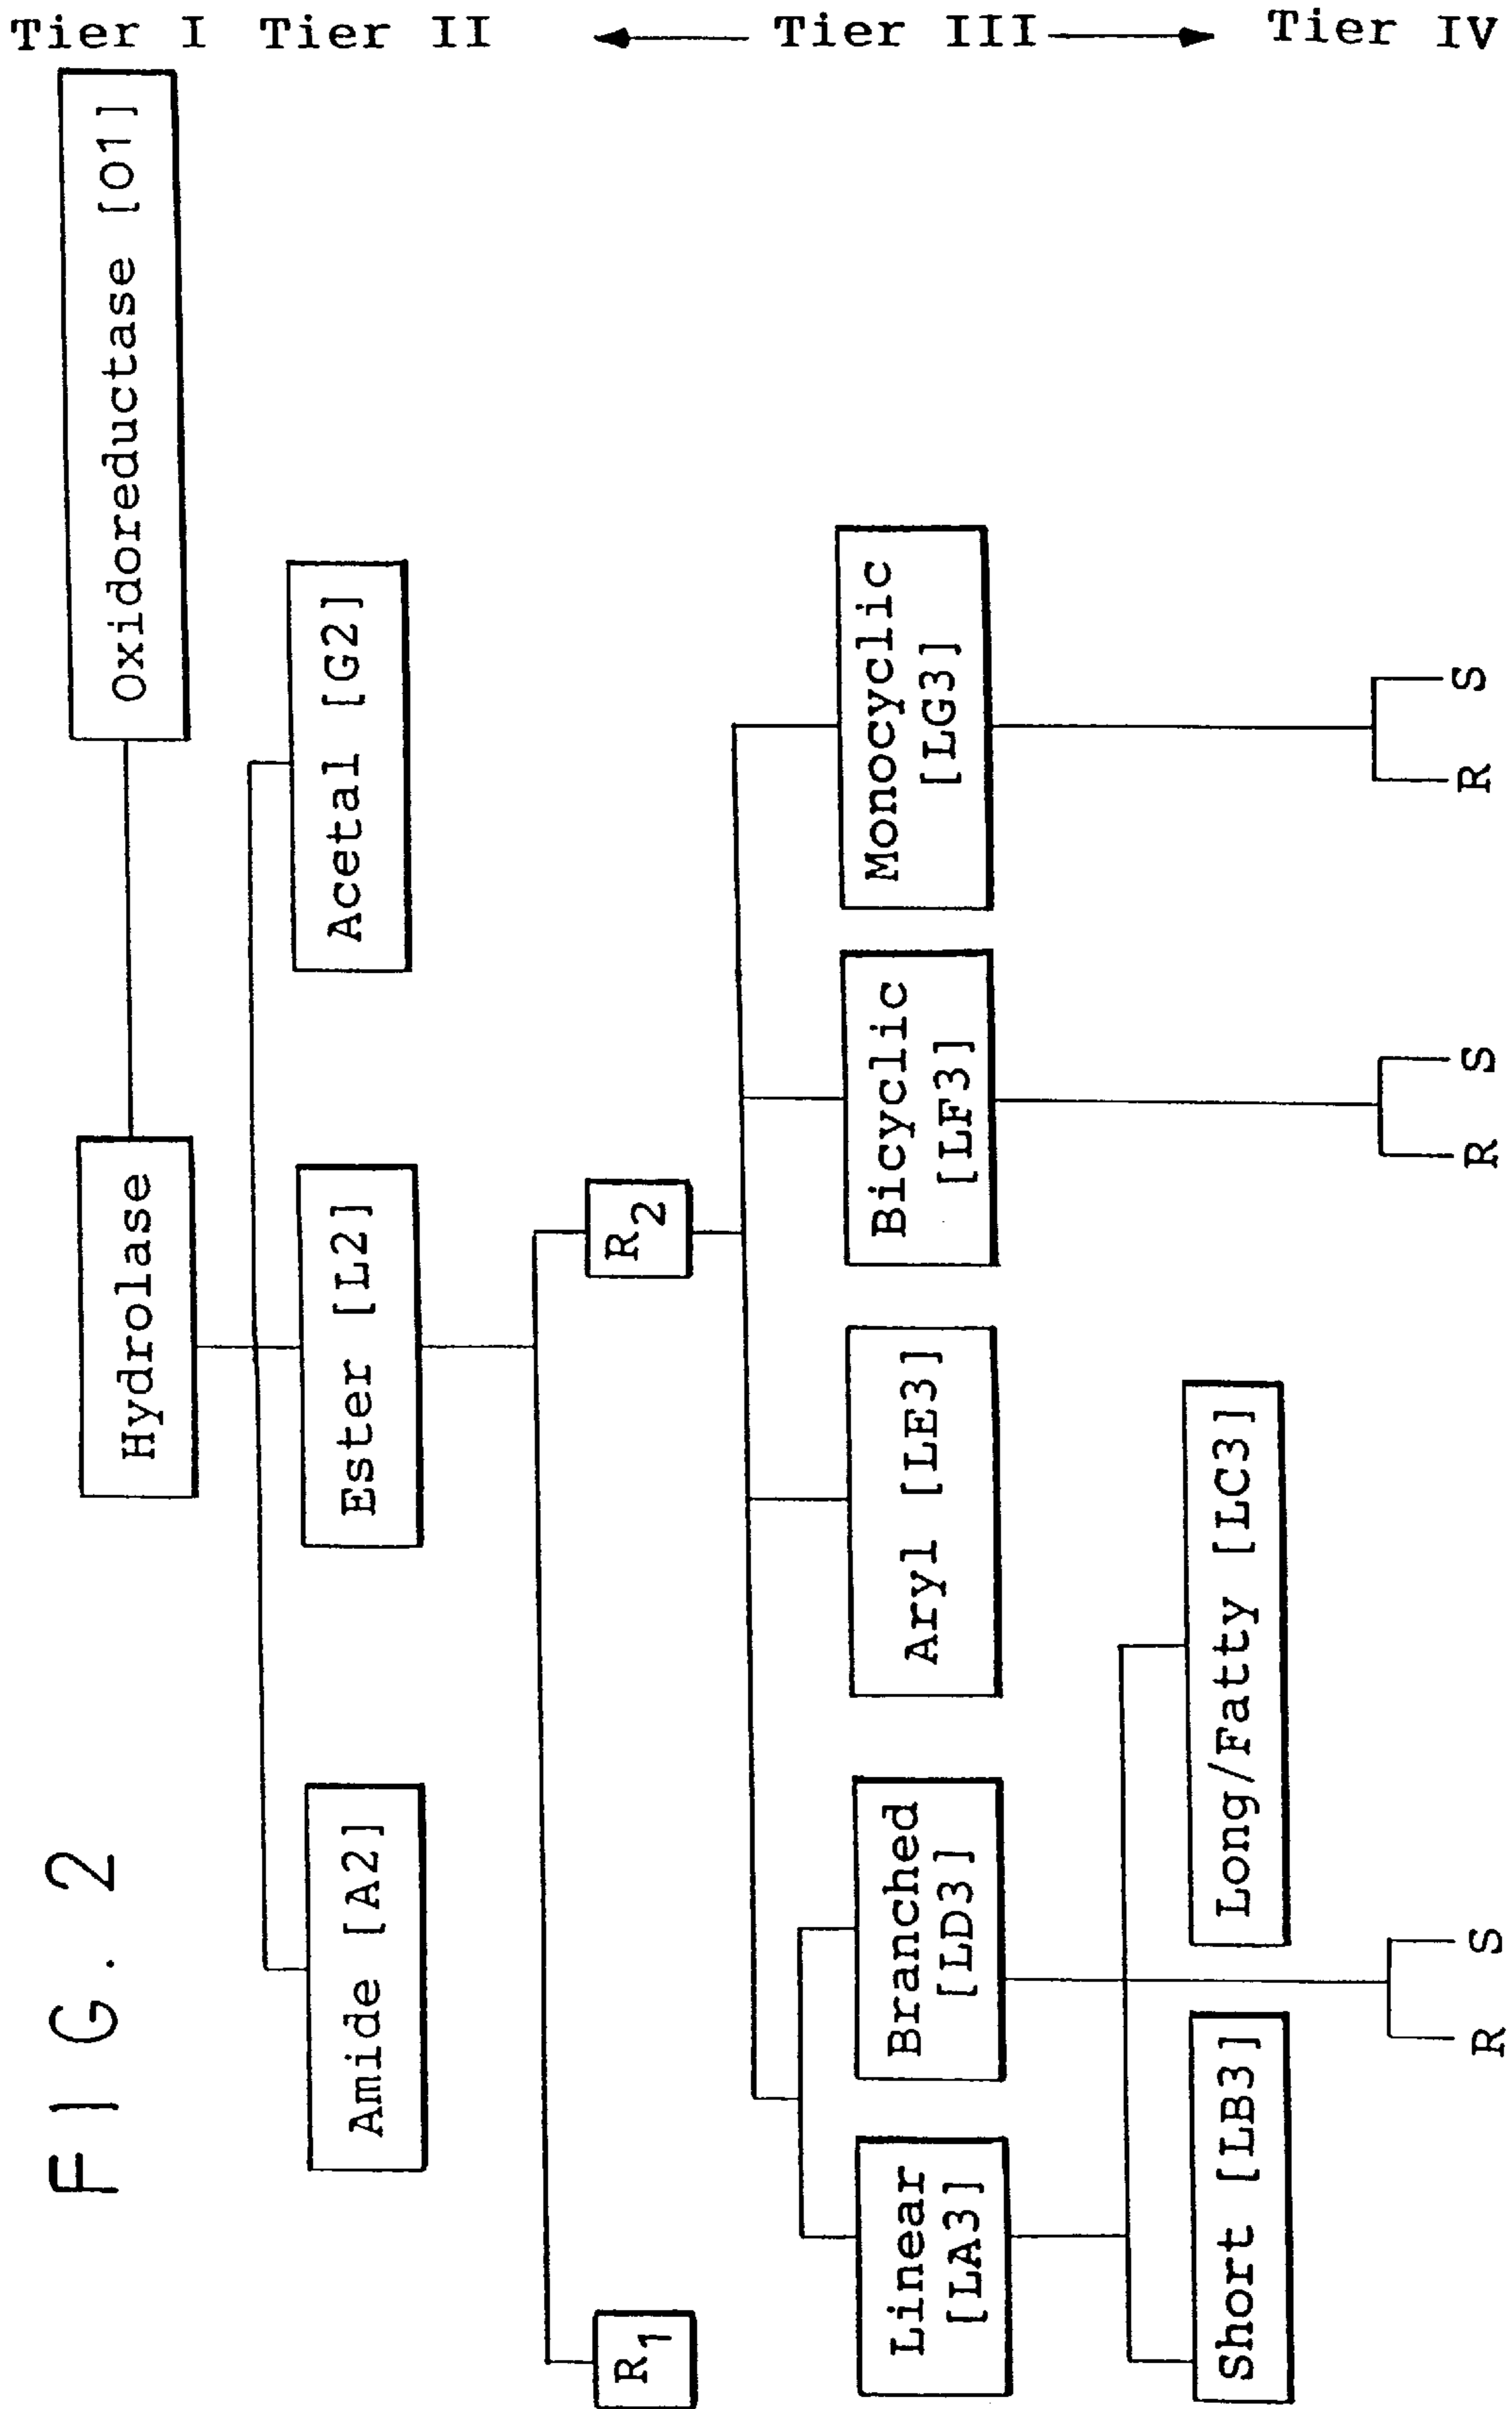 FIG. 2
Tier I
Hydrolase
Oxidoreductase [O1]
Tier II
Amide [A2]
Ester [L2]
Acetal [G2]
Tier III
R1
R2
Linear
[LA3]
Branched
[LD3]
Aryl [LE3]
Bicyclic
[LF3]
Monocyclic
[LG3]
Short [LB3]
Long/Fatty [LC3]
Tier IV
R
S
R
S
R
S